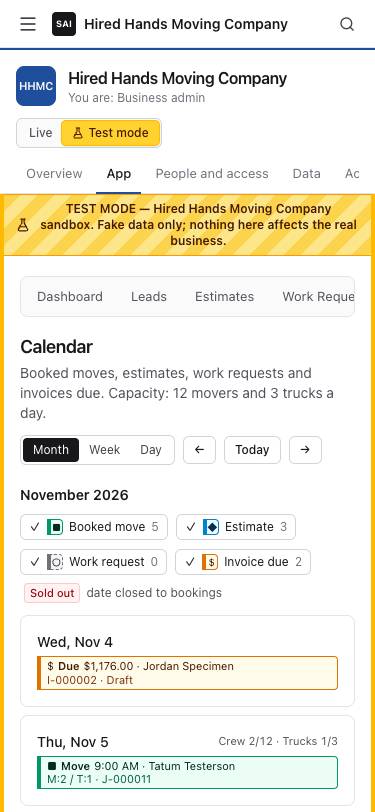 SAI Hired Hands Moving Company
HHMC
Hired Hands Moving Company
You are: Business admin
Live Test mode
Overview App People and access Data Ac
TEST MODE — Hired Hands Moving Company
sandbox. Fake data only; nothing here affects the real
business.
Dashboard Leads Estimates Work Reque
Calendar
Booked moves, estimates, work requests and
invoices due. Capacity: 12 movers and 3 trucks a
day.
Month Week Day ← Today →
November 2026
✓ Booked move 5 ✓ Estimate 3
✓ Work request 0 ✓ $ Invoice due 2
Sold out date closed to bookings
Wed, Nov 4
$ Due $1,176.00 · Jordan Specimen
I-000002 · Draft
Thu, Nov 5 Crew 2/12 · Trucks 1/3
Move 9:00 AM · Tatum Testerson
M:2 / T:1 · J-000011